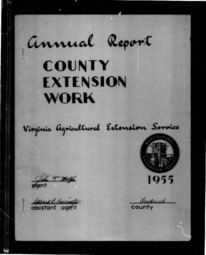 Annual Report
COUNTY
EXTENSION
WORK
Virginia Agricultural Extension Service
1955
agent
assistant agent
county